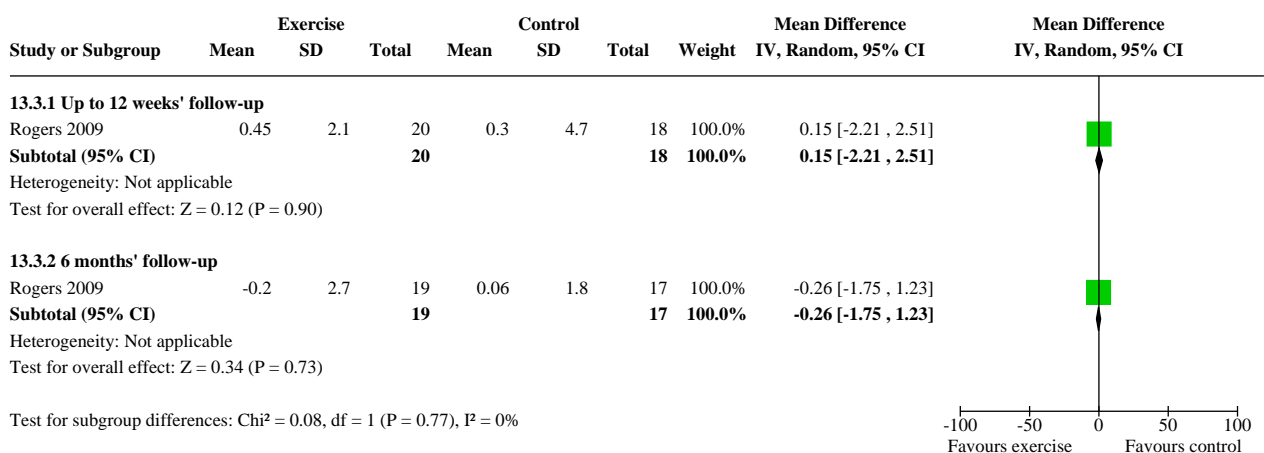 Exercise Control Mean Difference Mean Difference
Study or Subgroup Mean SD Total Mean SD Total Weight IV, Random, 95% CI IV, Random, 95% CI
13.3.1 Up to 12 weeks' follow-up
Rogers 2009 0.45 2.1 20 0.3 4.7 18 100.0% 0.15 [-2.21 , 2.51]
Subtotal (95% CI) 20 18 100.0% 0.15 [-2.21 , 2.51]
Heterogeneity: Not applicable
Test for overall effect: Z = 0.12 (P = 0.90)
13.3.2 6 months' follow-up
Rogers 2009 -0.2 2.7 19 0.06 1.8 17 100.0% -0.26 [-1.75 , 1.23]
Subtotal (95% CI) 19 17 100.0% -0.26 [-1.75 , 1.23]
Heterogeneity: Not applicable
Test for overall effect: Z = 0.34 (P = 0.73)
Test for subgroup differences: Chi² = 0.08, df = 1 (P = 0.77), I² = 0%
-100 -50 0 50 100
Favours exercise Favours control